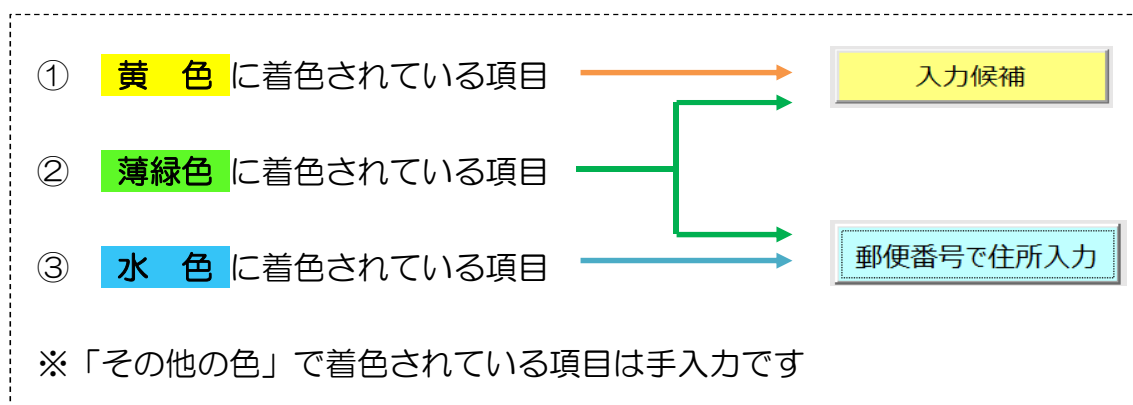 ① 黄 色 に着色されている項目
入力候補
② 薄緑色 に着色されている項目
③ 水 色 に着色されている項目
郵便番号で住所入力
※「その他の色」で着色されている項目は手入力です